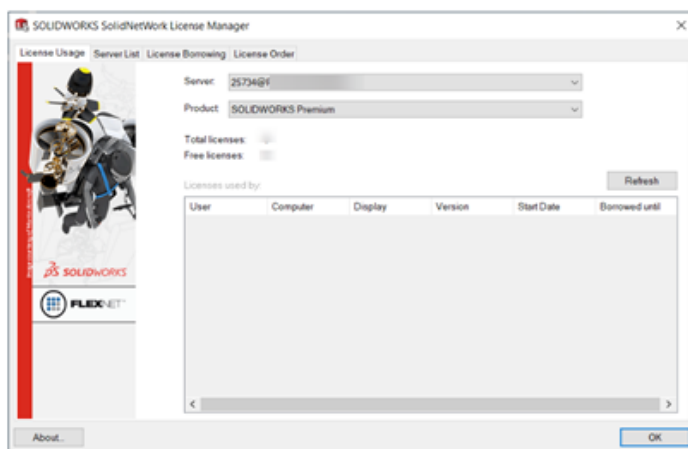 SOLIDWORKS SolidNetWork License Manager
License Usage Server List License Borrowing License Order
Server: 25734@
Product: SOLIDWORKS Premium
Total licenses:
Free licenses:
Licenses used by:
Refresh
User Computer Display Version Start Date Borrowed until
SOLIDWORKS
FLEXNET
About...
OK